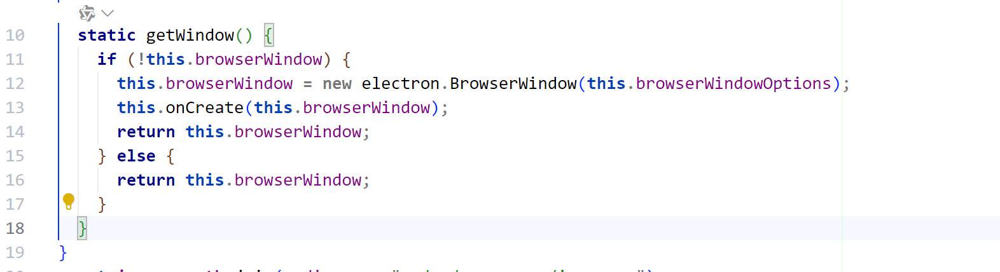 10 static getWindow() {
11 if (!this.browserWindow) {
12 this.browserWindow = new electron.BrowserWindow(this.browserWindowOptions);
13 this.onCreate(this.browserWindow);
14 return this.browserWindow;
15 } else {
16 return this.browserWindow;
17 }
18 }
19 }